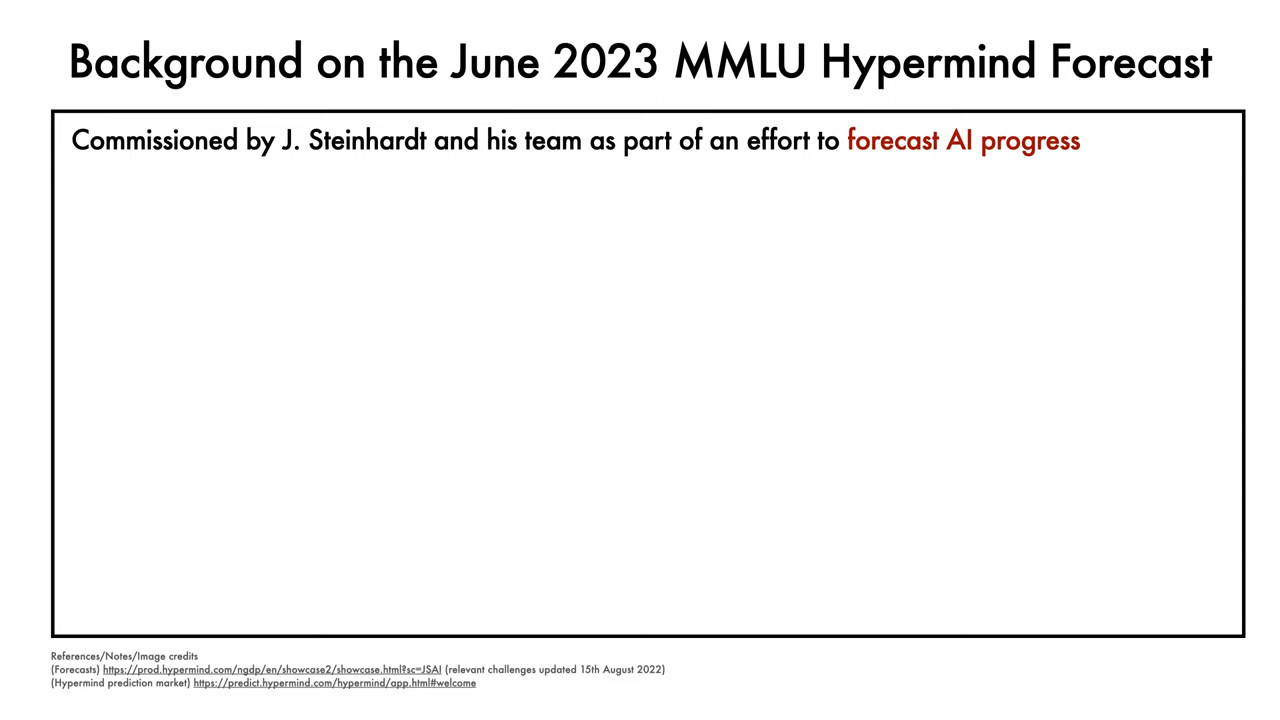 Background on the June 2023 MMLU Hypermind Forecast
Commissioned by J. Steinhardt and his team as part of an effort to forecast AI progress
References/Notes/Image credits
(Forecasts) https://prod.hypermind.com/ngdp/en/showcase2/showcase.html?sc=JSAI (relevant challenges updated 15th August 2022)
(Hypermind prediction market) https://predict.hypermind.com/hypermind/app.html#welcome